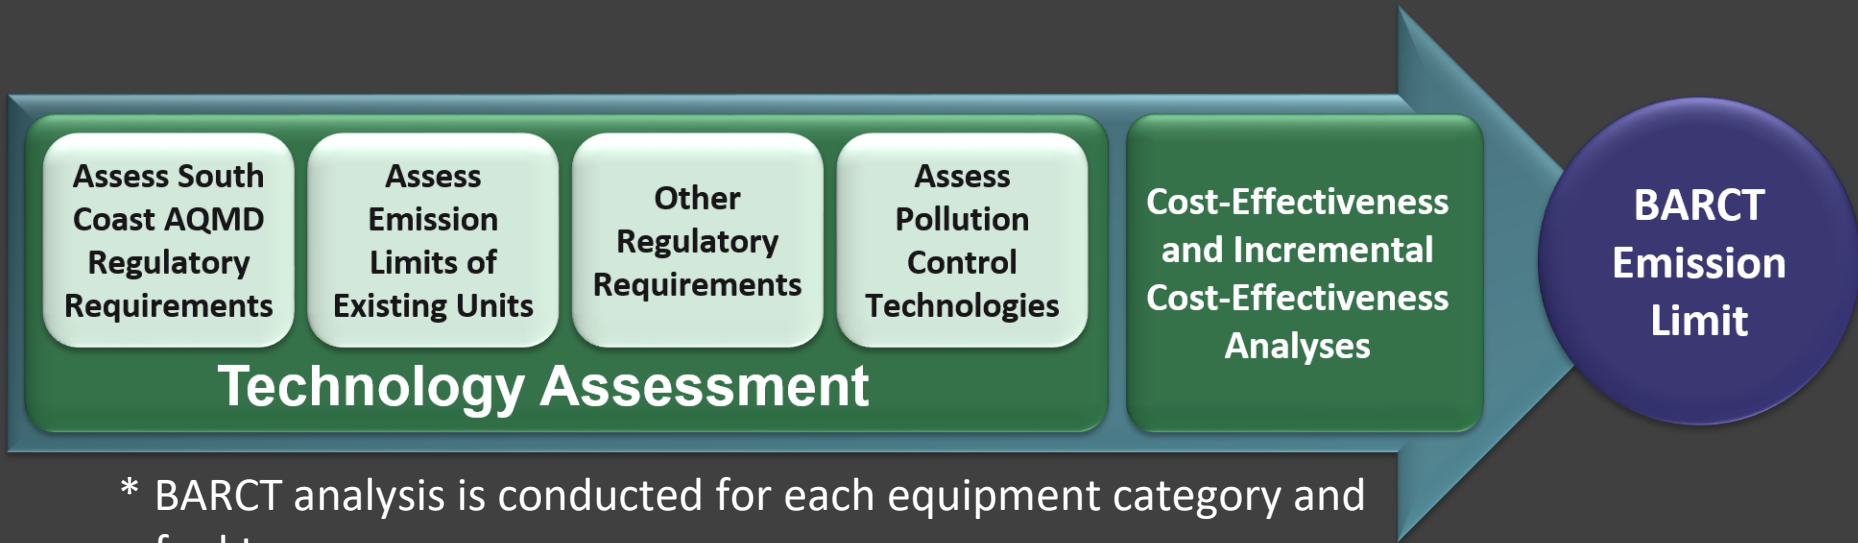 Assess South
Coast AQMD
Regulatory
Requirements
Assess
Emission
Limits of
Existing Units
Other
Regulatory
Requirements
Assess
Pollution
Control
Technologies
Technology Assessment
Cost-Effectiveness
and Incremental
Cost-Effectiveness
Analyses
BARCT
Emission
Limit
* BARCT analysis is conducted for each equipment category and